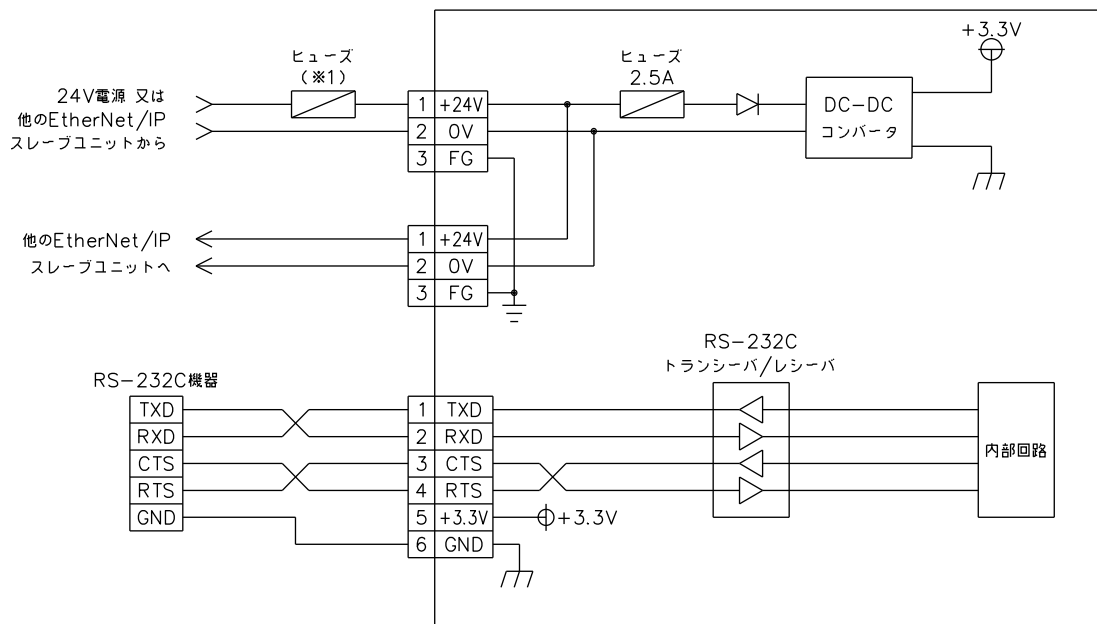 +3.3V
ヒューズ
(※1)
ヒューズ
2.5A
24V電源 又は
他のEtherNet/IP
スレーブユニットから
1 +24V
2 0V
3 FG
DC-DC
コンバータ
他のEtherNet/IP
スレーブユニットへ
1 +24V
2 0V
3 FG
RS-232C
トランシーバ/レシーバ
RS-232C機器
TXD
RXD
CTS
RTS
GND
1 TXD
2 RXD
3 CTS
4 RTS
5 +3.3V
6 GND
+3.3V
内部回路